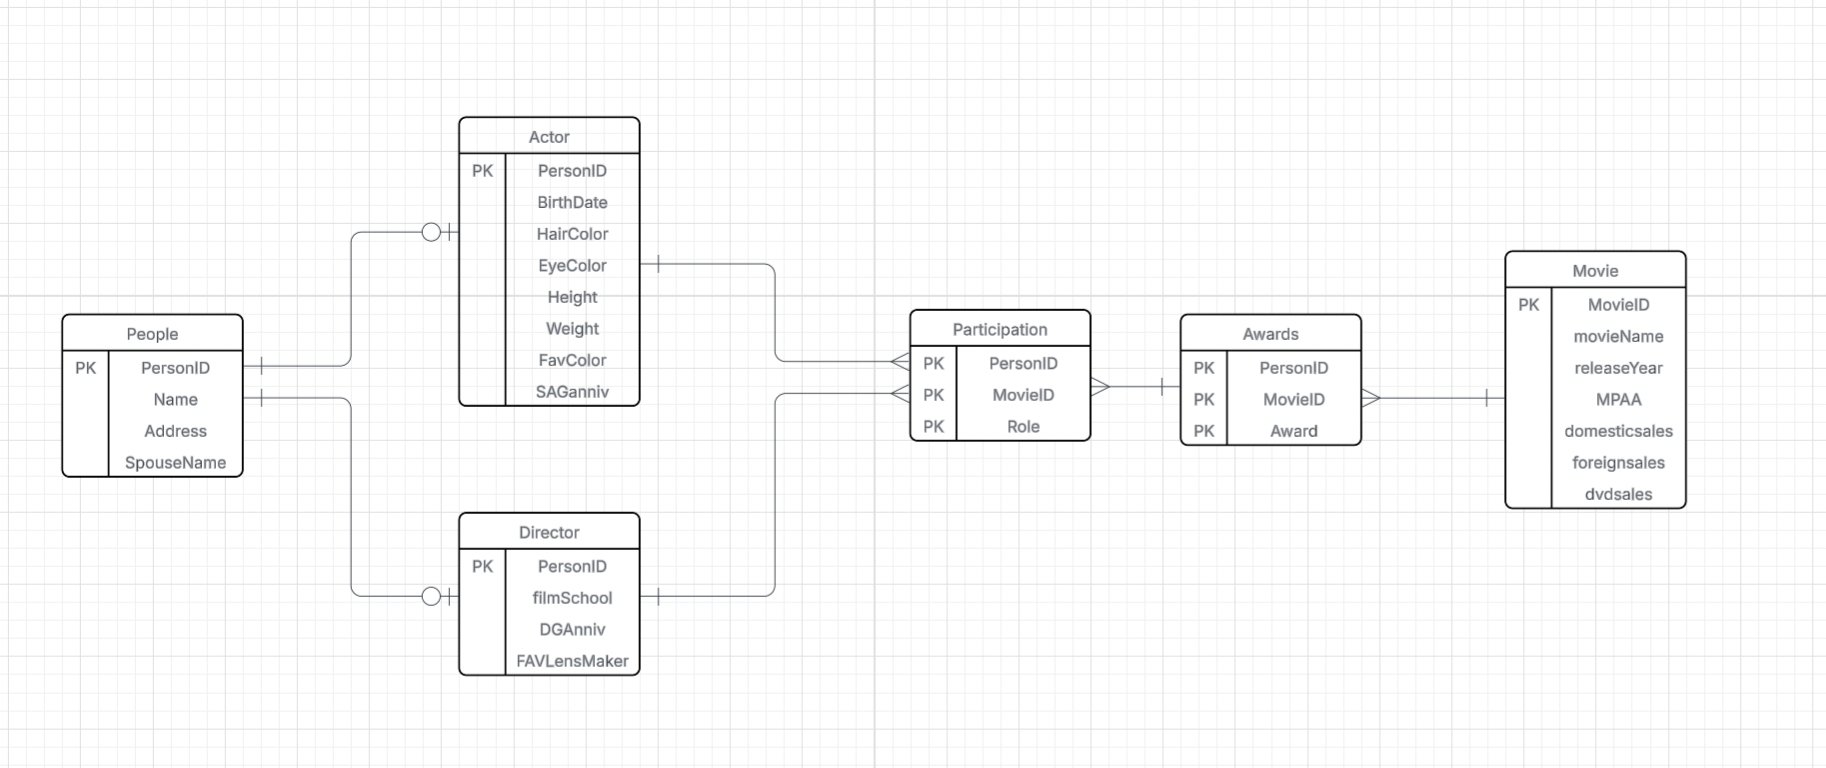 People
PK PersonID
Name
Address
SpouseName
Actor
PK PersonID
BirthDate
HairColor
EyeColor
Height
Weight
FavColor
SAGanniv
Director
PK PersonID
filmSchool
DGAnniv
FAVLensMaker
Participation
PK PersonID
PK MovieID
PK Role
Awards
PK PersonID
PK MovieID
PK Award
Movie
PK MovieID
movieName
releaseYear
MPAA
domesticsales
foreignsales
dvdsales